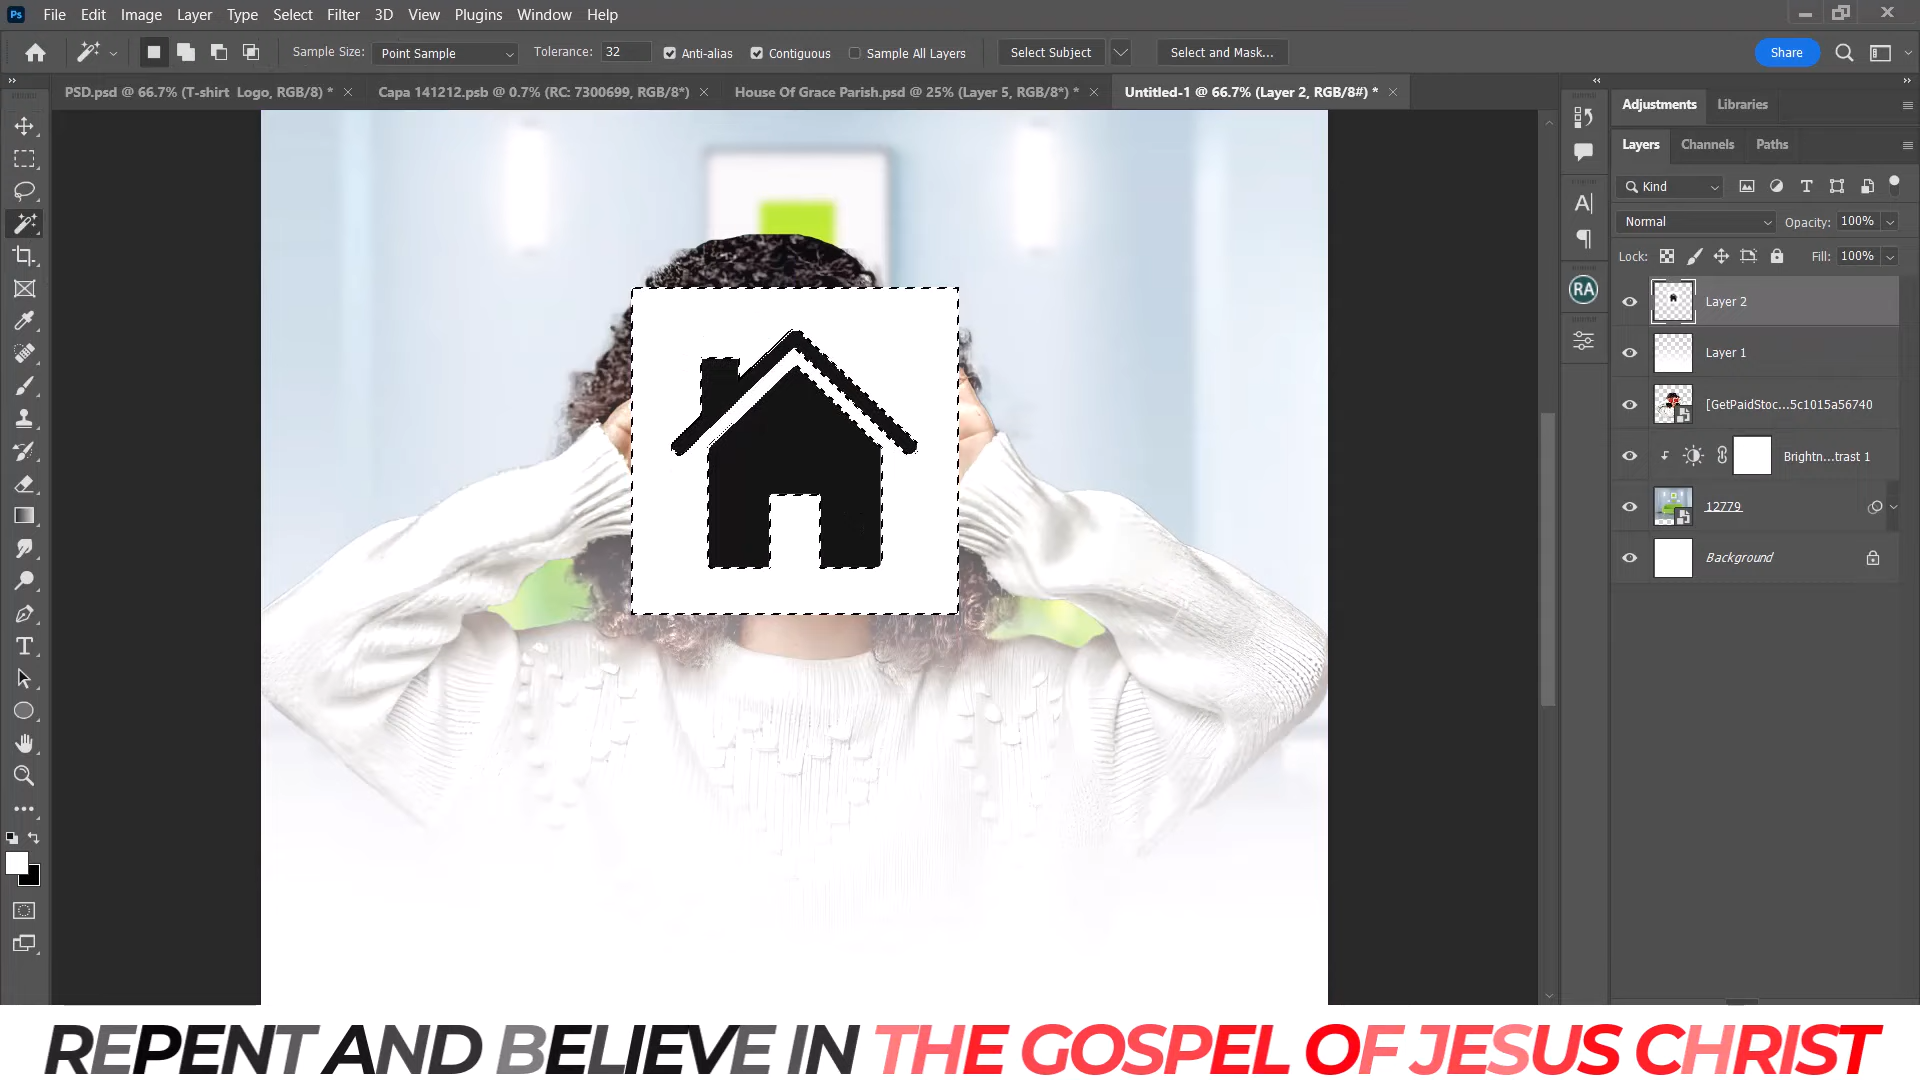 Ps File Edit Image Layer Type Select Filter 3D View Plugins Window Help
Sample Size: Point Sample Tolerance: 32 Anti-alias Contiguous Sample All Layers Select Subject Select and Mask... Share
PSD.psd @ 66.7% (T-shirt Logo, RGB/8) * Capa 141212.psb @ 0.7% (RC: 7300699, RGB/8*) House Of Grace Parish.psd @ 25% (Layer 5, RGB/8*) * Untitled-1 @ 66.7% (Layer 2, RGB/8#) *
Adjustments Libraries
Layers Channels Paths
Kind
Normal Opacity: 100%
Lock: Fill: 100%
RA
Layer 2
Layer 1
[GetPaidStoc...5c1015a56740
Brightn...trast 1
12779
Background
REPENT AND BELIEVE IN THE GOSPEL OF JESUS CHRIST